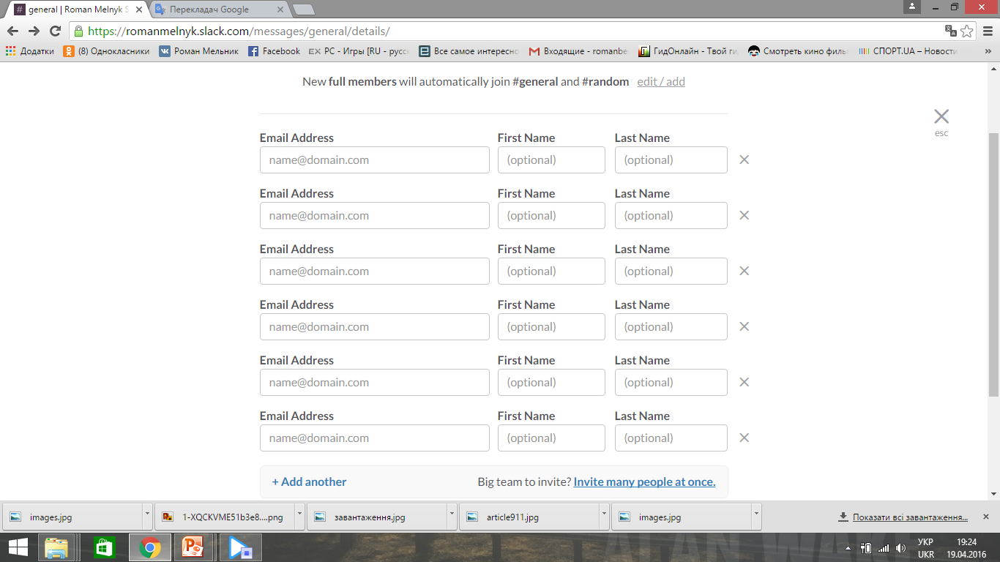 general | Roman Melnyk S
Перекладач Google
https://romanmelnyk.slack.com/messages/general/details/
Додатки
(8) Однокласники
Роман Мельник
Facebook
EX PC - Игры [RU - русс
Все самое интересно
Входящие - romanbe
ГидОнлайн - Твой ги
Смотреть кино филь
СПОРТ.UA – Новости
»
New full members will automatically join #general and #random edit / add
esc
Email Address First Name Last Name
name@domain.com (optional) (optional)
Email Address First Name Last Name
name@domain.com (optional) (optional)
Email Address First Name Last Name
name@domain.com (optional) (optional)
Email Address First Name Last Name
name@domain.com (optional) (optional)
Email Address First Name Last Name
name@domain.com (optional) (optional)
Email Address First Name Last Name
name@domain.com (optional) (optional)
+ Add another Big team to invite? Invite many people at once.
images.jpg
1-XQCKVME51b3e8....png
завантаження.jpg
article911.jpg
images.jpg
Показати всі завантаження...
УКР 19:24
UKR 19.04.2016